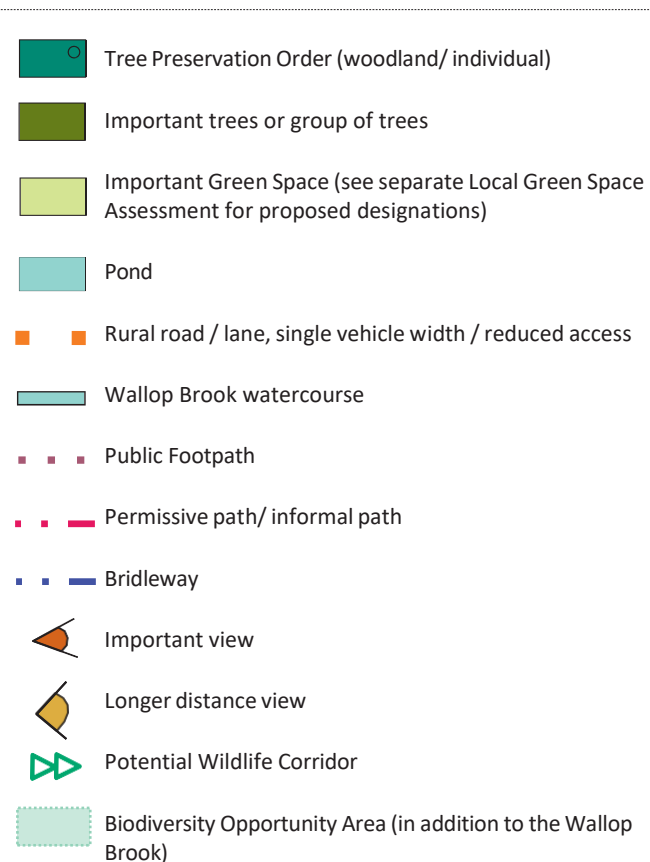 Tree Preservation Order (woodland/ individual)
Important trees or group of trees
Important Green Space (see separate Local Green Space
Assessment for proposed designations)
Pond
Rural road / lane, single vehicle width / reduced access
Wallop Brook watercourse
Public Footpath
Permissive path/ informal path
Bridleway
Important view
Longer distance view
Potential Wildlife Corridor
Biodiversity Opportunity Area (in addition to the Wallop
Brook)